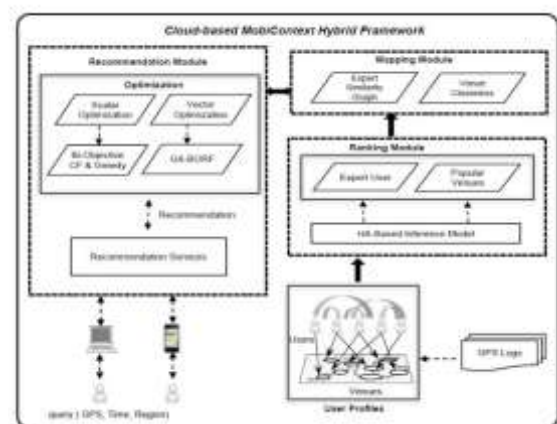 Cloud-based MobiContext Hybrid Framework
Recommendation Module
Optimization
Scalar
Optimization
Vector
Optimization
Bi-Objective
CF & Greedy
GA-BORF
Recommendation
Recommendation Services
query ( GPS, Time, Region)
Mapping Module
Expert
Similarity
Graph
Venue
Closeness
Ranking Module
Expert User
Popular
Venues
HA-Based Inference Model
Users
Venues
User Profiles
GPS Logs